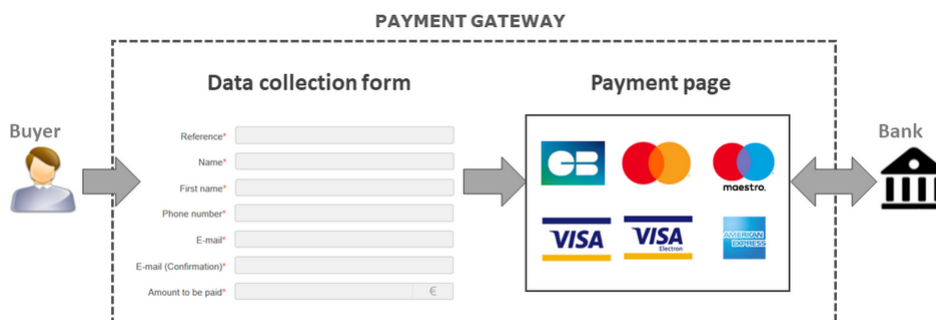 PAYMENT GATEWAY
Data collection form
Payment page
Buyer
Bank
Reference*
Name*
First name*
Phone number*
E-mail*
E-mail (Confirmation)*
Amount to be paid*
€
CB
maestro.
VISA
VISA
Electron
AMERICAN
EXPRESS